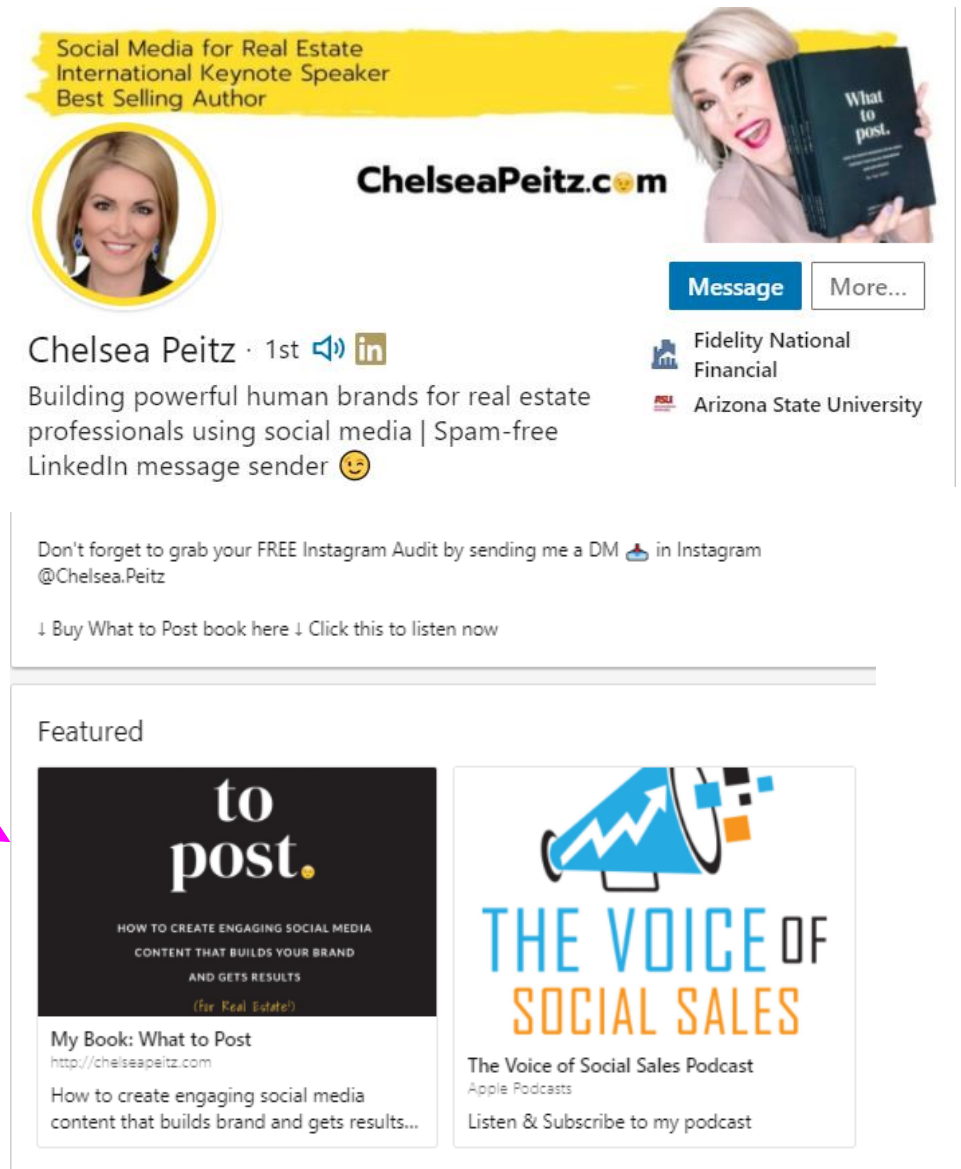 Social Media for Real Estate
International Keynote Speaker
Best Selling Author
What
to
post.
ChelseaPeitz.c😉m
Message
More...
Chelsea Peitz · 1st
in
Fidelity National
Financial
ASU
Arizona State University
Building powerful human brands for real estate
professionals using social media | Spam-free
LinkedIn message sender 😉
Don't forget to grab your FREE Instagram Audit by sending me a DM 📥 in Instagram
@Chelsea.Peitz
↓ Buy What to Post book here ↓ Click this to listen now
Featured
to
post.
HOW TO CREATE ENGAGING SOCIAL MEDIA
CONTENT THAT BUILDS YOUR BRAND
AND GETS RESULTS
(for Real Estate!)
My Book: What to Post
http://chelseapeitz.com
How to create engaging social media
content that builds brand and gets results...
THE VOICE OF
SOCIAL SALES
The Voice of Social Sales Podcast
Apple Podcasts
Listen & Subscribe to my podcast